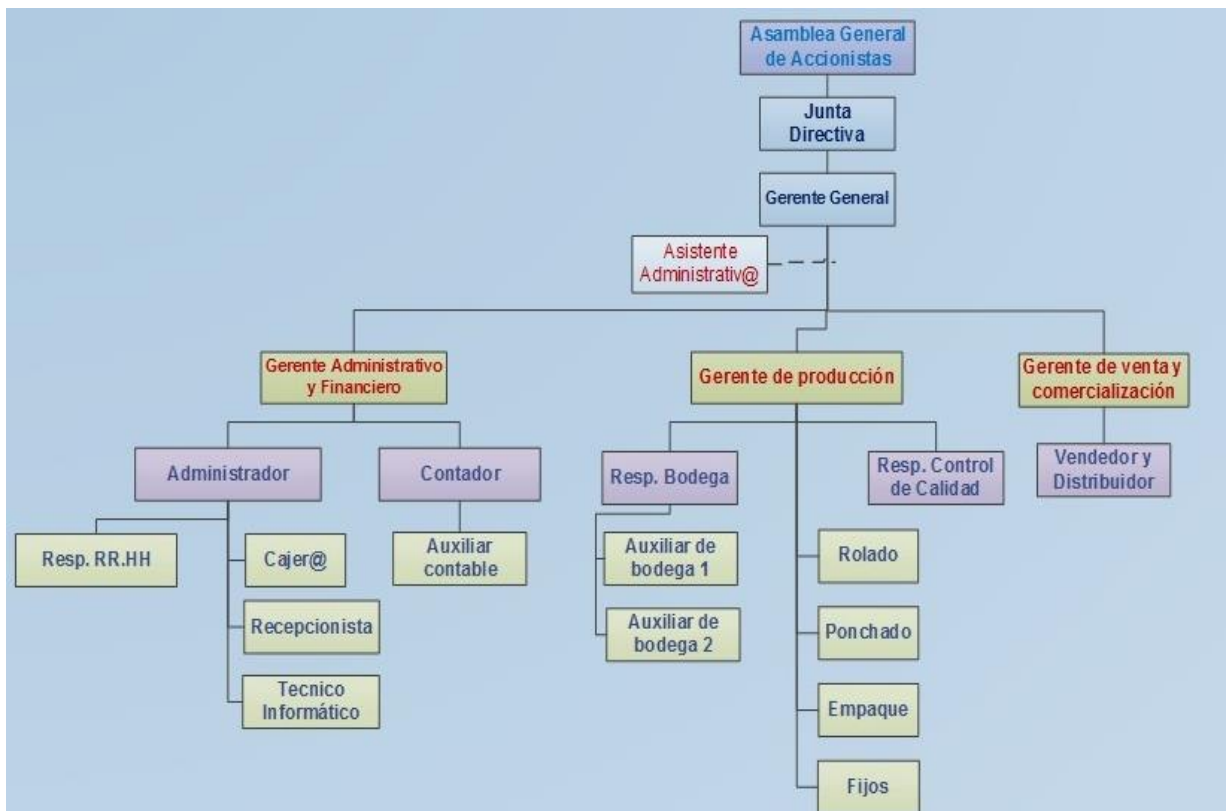 Asamblea General
de Accionistas
Junta
Directiva
Gerente General
Asistente
Administrativ@
Gerente Administrativo
y Financiero
Gerente de producción
Gerente de venta y
comercialización
Administrador
Contador
Resp. Bodega
Resp. Control
de Calidad
Vendedor y
Distribuidor
Resp. RR.HH
Cajer@
Auxiliar
contable
Auxiliar de
bodega 1
Rolado
Recepcionista
Auxiliar de
bodega 2
Ponchado
Tecnico
Informático
Empaque
Fijos